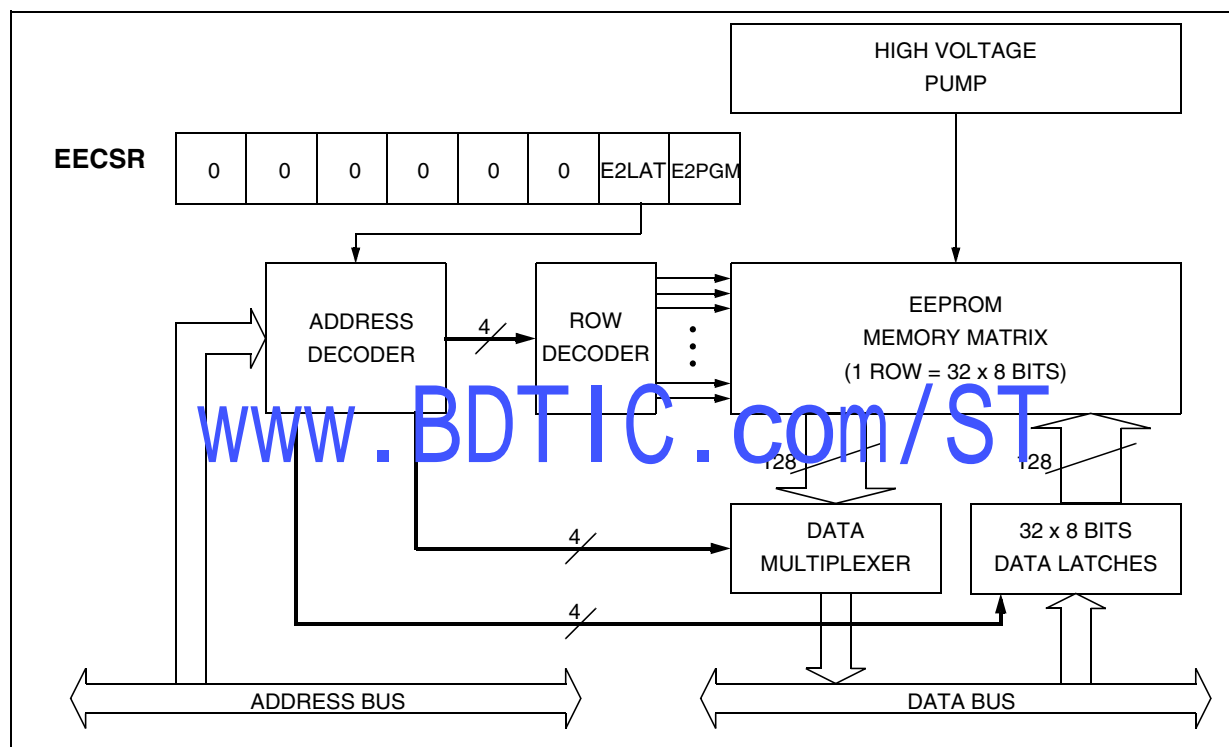 HIGH VOLTAGE
PUMP
EECSR
0 0 0 0 0 0 E2LAT E2PGM
ADDRESS
DECODER
4
ROW
DECODER
EEPROM
MEMORY MATRIX
(1 ROW = 32 x 8 BITS)
www.BDTIC.com/ST
128
128
4
DATA
MULTIPLEXER
32 x 8 BITS
DATA LATCHES
4
ADDRESS BUS
DATA BUS